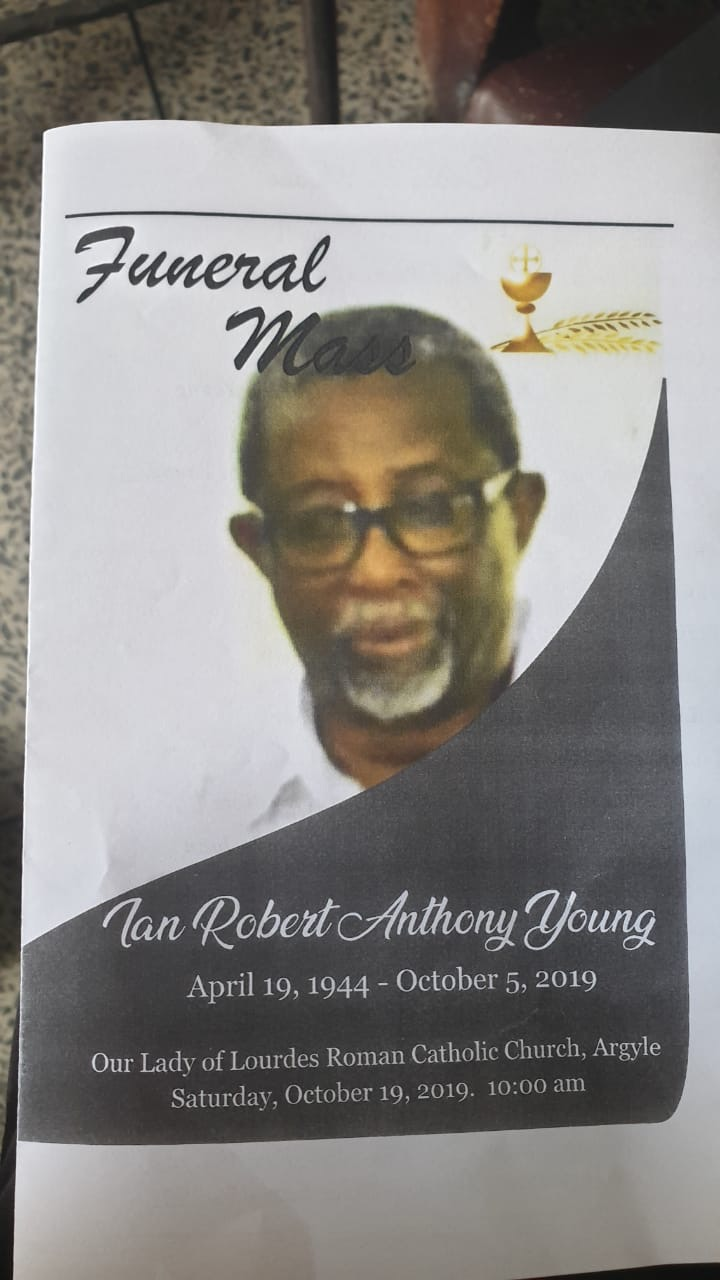 Funeral
Mass
Ian Robert Anthony Young
April 19, 1944 - October 5, 2019
Our Lady of Lourdes Roman Catholic Church, Argyle
Saturday, October 19, 2019. 10:00 am